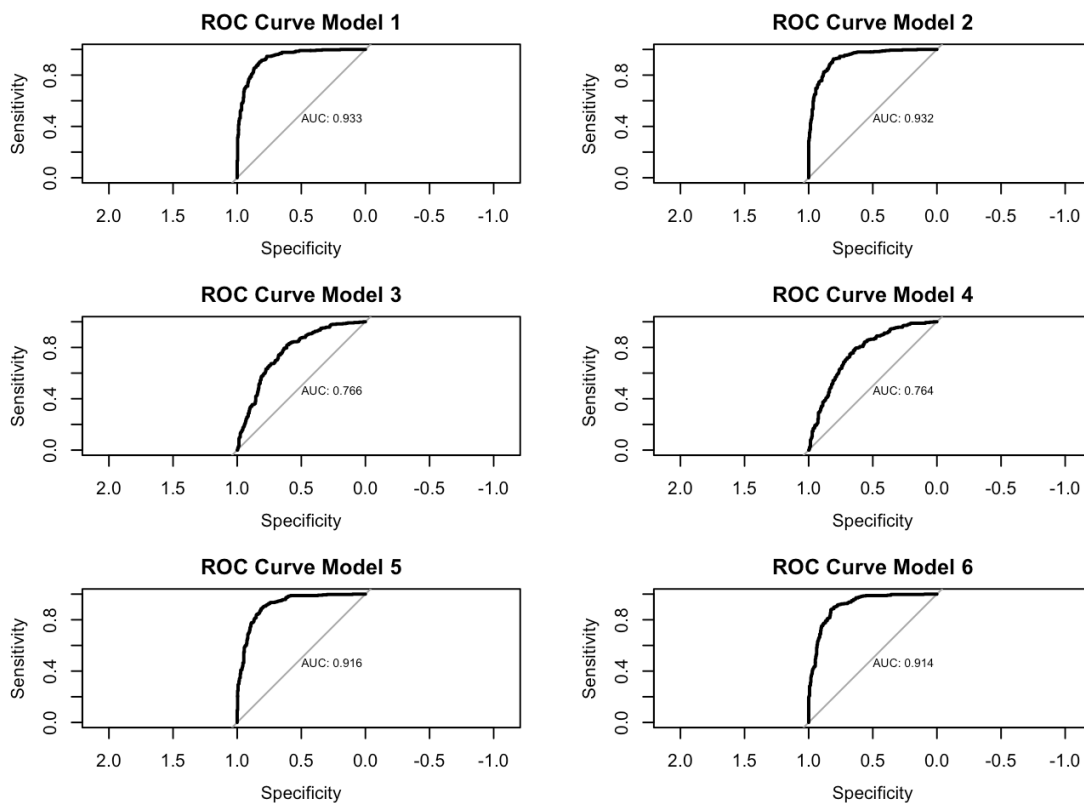 ROC Curve Model 1
Sensitivity
0.0 0.4 0.8
AUC: 0.933
2.0 1.5 1.0 0.5 0.0 -0.5 -1.0
Specificity
ROC Curve Model 2
Sensitivity
0.0 0.4 0.8
AUC: 0.932
2.0 1.5 1.0 0.5 0.0 -0.5 -1.0
Specificity
ROC Curve Model 3
Sensitivity
0.0 0.4 0.8
AUC: 0.766
2.0 1.5 1.0 0.5 0.0 -0.5 -1.0
Specificity
ROC Curve Model 4
Sensitivity
0.0 0.4 0.8
AUC: 0.764
2.0 1.5 1.0 0.5 0.0 -0.5 -1.0
Specificity
ROC Curve Model 5
Sensitivity
0.0 0.4 0.8
AUC: 0.916
2.0 1.5 1.0 0.5 0.0 -0.5 -1.0
Specificity
ROC Curve Model 6
Sensitivity
0.0 0.4 0.8
AUC: 0.914
2.0 1.5 1.0 0.5 0.0 -0.5 -1.0
Specificity